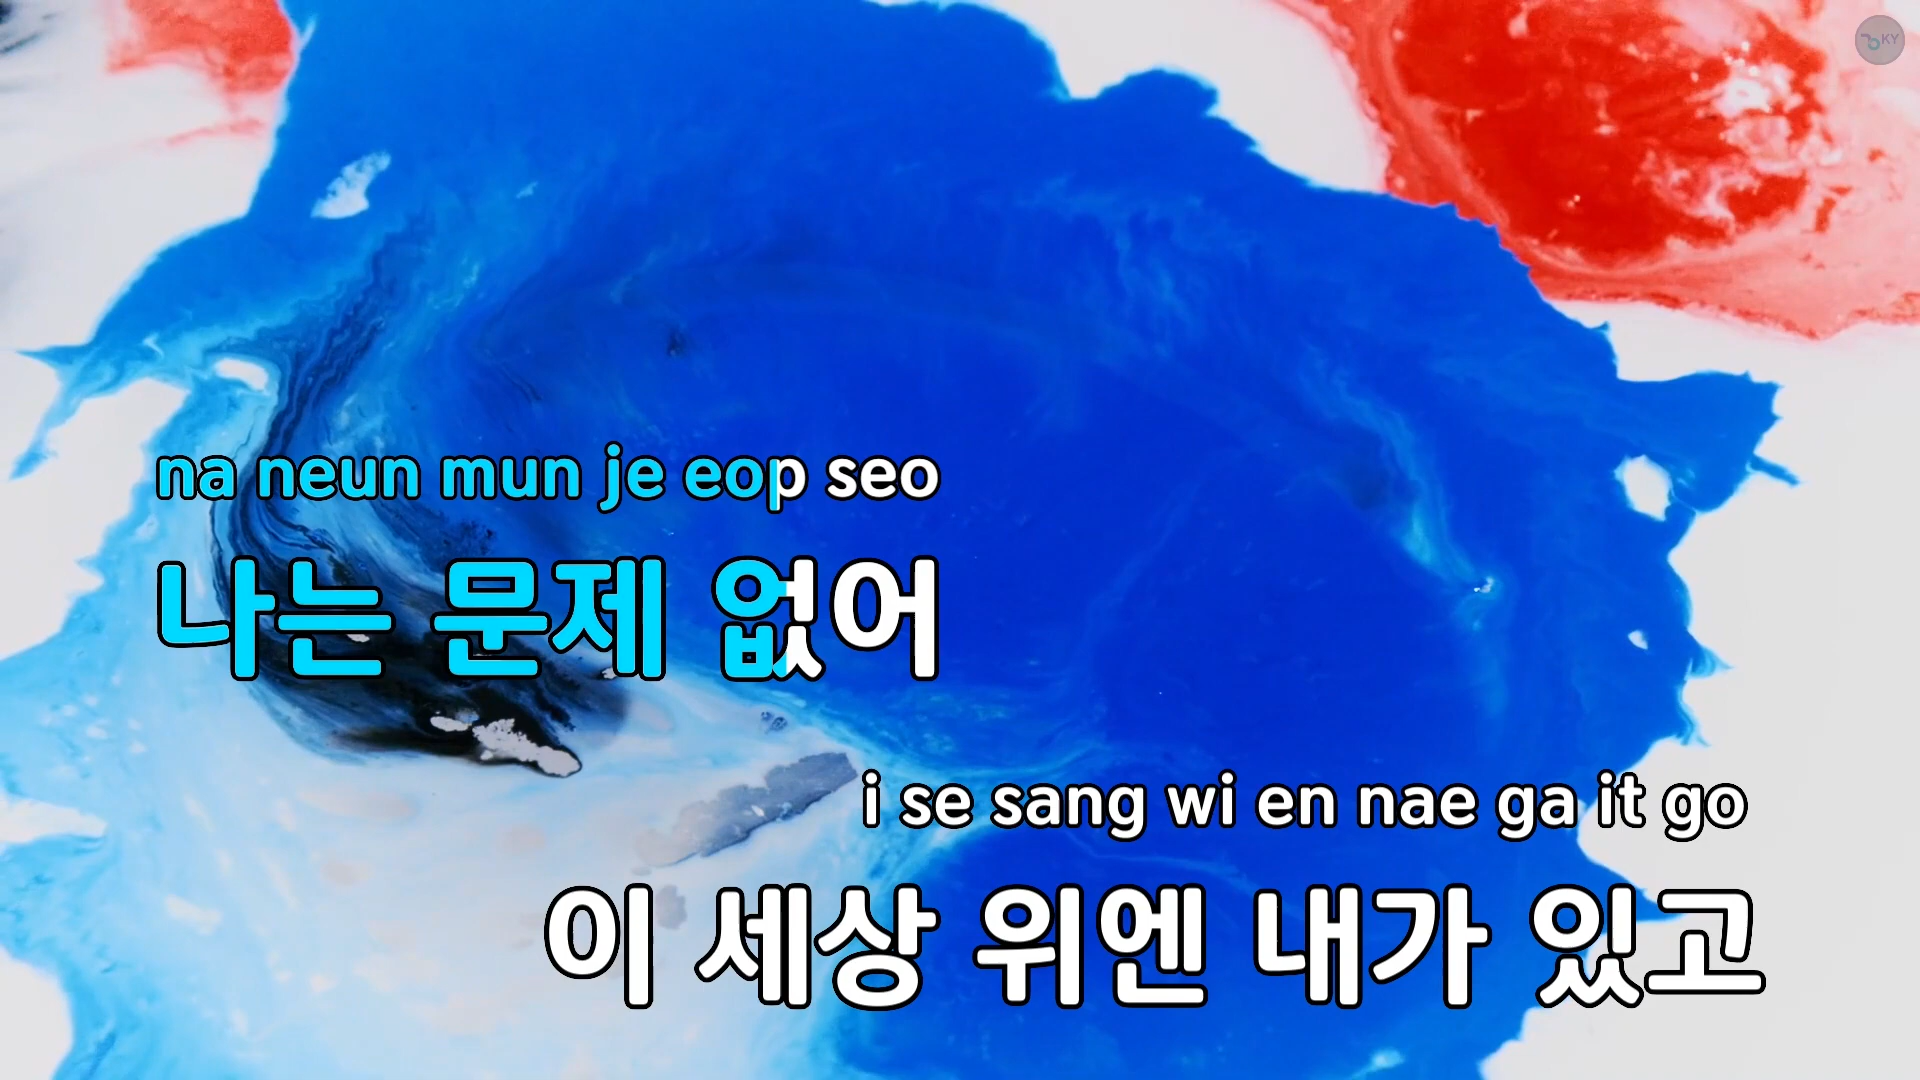 KY
na neun mun je eop seo
나는 문제 없어
i se sang wi en nae ga it go
이 세상 위엔 내가 있고